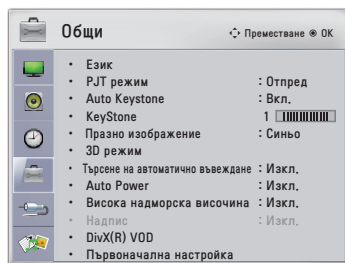 Общи
Преместване ◉ OK
• Език
• PJT режим : Отпред
• Auto Keystone : Вкл.
• KeyStone 1
• Празно изображение : Синьо
• 3D режим
• Търсене на автоматично въвеждане : Изкл.
• Auto Power : Изкл.
• Висока надморска височина : Изкл.
• Надпис : Изкл.
• DivX(R) VOD
• Първоначална настройка